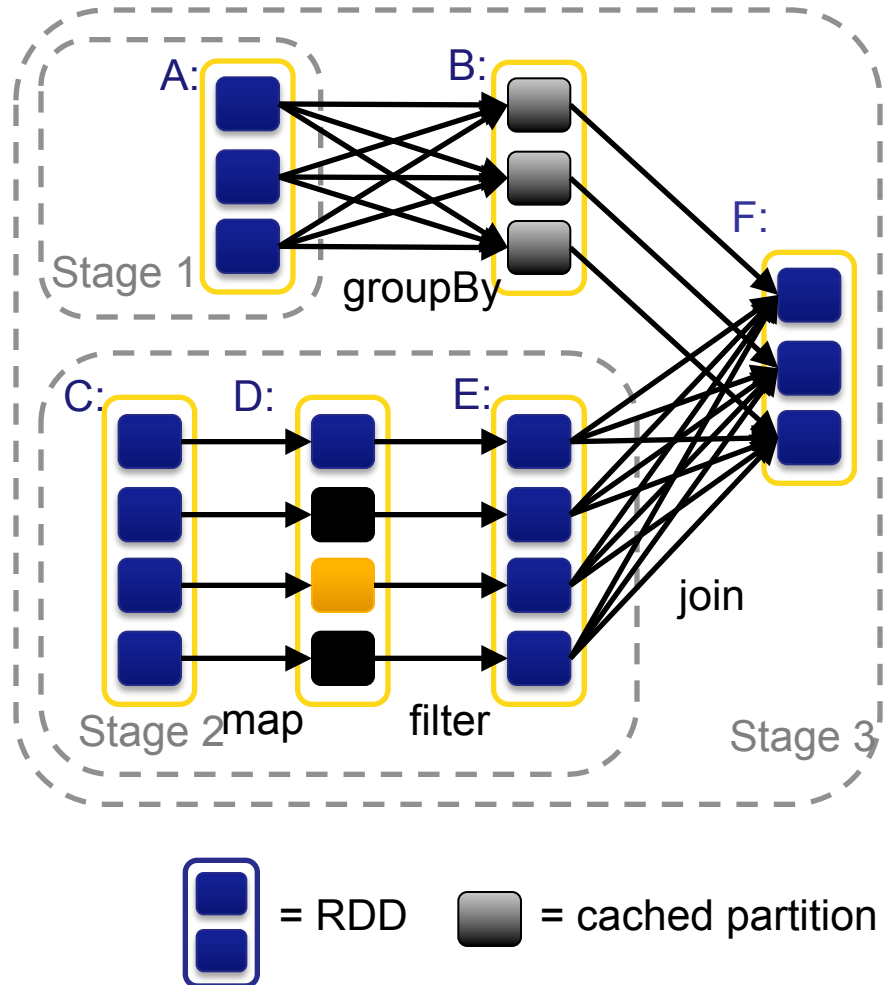 A:
B:
F:
Stage 1
groupBy
C:
D:
E:
join
Stage 2
map
filter
Stage 3
= RDD
= cached partition